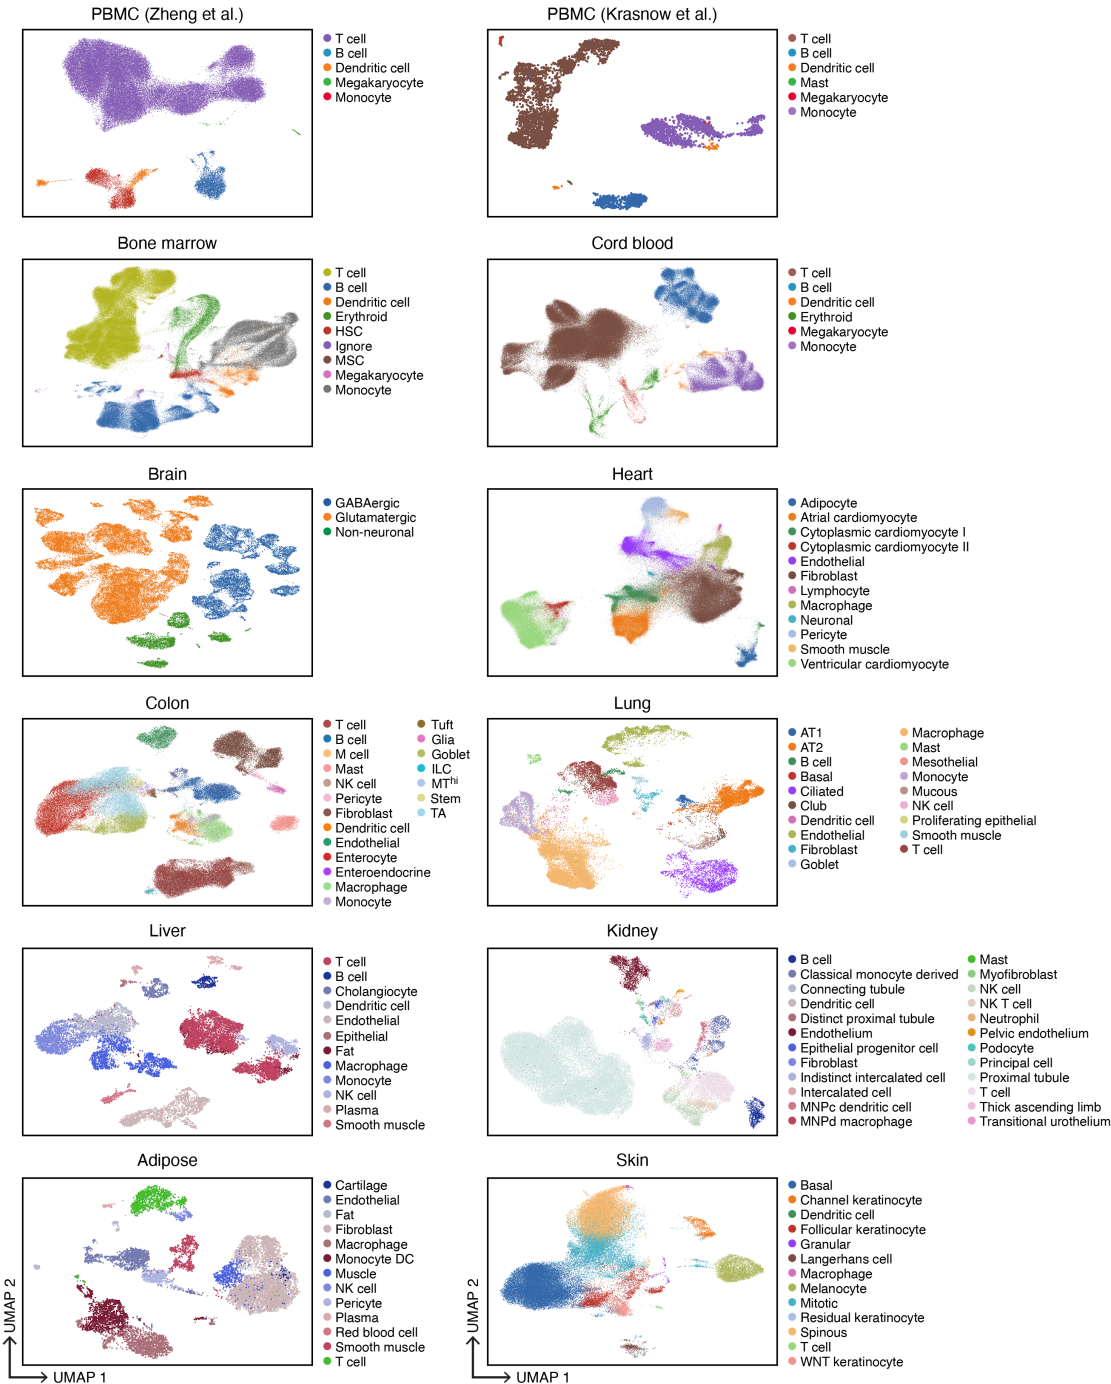 PBMC (Zheng et al.)
T cell
B cell
Dendritic cell
Megakaryocyte
Monocyte
PBMC (Krasnow et al.)
T cell
B cell
Dendritic cell
Mast
Megakaryocyte
Monocyte
Bone marrow
T cell
B cell
Dendritic cell
Erythroid
HSC
Ignore
MSC
Megakaryocyte
Monocyte
Cord blood
T cell
B cell
Dendritic cell
Erythroid
Megakaryocyte
Monocyte
Brain
GABAergic
Glutamatergic
Non-neuronal
Heart
Adipocyte
Atrial cardiomyocyte
Cytoplasmic cardiomyocyte I
Cytoplasmic cardiomyocyte II
Endothelial
Fibroblast
Lymphocyte
Macrophage
Neuronal
Pericyte
Smooth muscle
Ventricular cardiomyocyte
Colon
T cell
B cell
M cell
Mast
NK cell
Pericyte
Fibroblast
Dendritic cell
Endothelial
Enterocyte
Enteroendocrine
Macrophage
Monocyte
Tuft
Glia
Goblet
ILC
MThi
Stem
TA
Lung
AT1
AT2
B cell
Basal
Ciliated
Club
Dendritic cell
Endothelial
Fibroblast
Goblet
Macrophage
Mast
Mesothelial
Monocyte
Mucous
NK cell
Proliferating epithelial
Smooth muscle
T cell
Liver
T cell
B cell
Cholangiocyte
Dendritic cell
Endothelial
Epithelial
Fat
Macrophage
Monocyte
NK cell
Plasma
Smooth muscle
Kidney
B cell
Classical monocyte derived
Connecting tubule
Dendritic cell
Distinct proximal tubule
Endothelium
Epithelial progenitor cell
Fibroblast
Indistinct intercalated cell
Intercalated cell
MNPc dendritic cell
MNPd macrophage
Mast
Myofibroblast
NK cell
NK T cell
Neutrophil
Pelvic endothelium
Podocyte
Principal cell
Proximal tubule
T cell
Thick ascending limb
Transitional urothelium
Adipose
Cartilage
Endothelial
Fat
Fibroblast
Macrophage
Monocyte DC
Muscle
NK cell
Pericyte
Plasma
Red blood cell
Smooth muscle
T cell
UMAP 2
UMAP 1
Skin
Basal
Channel keratinocyte
Dendritic cell
Follicular keratinocyte
Granular
Langerhans cell
Macrophage
Melanocyte
Mitotic
Residual keratinocyte
Spinous
T cell
WNT keratinocyte
UMAP 2
UMAP 1